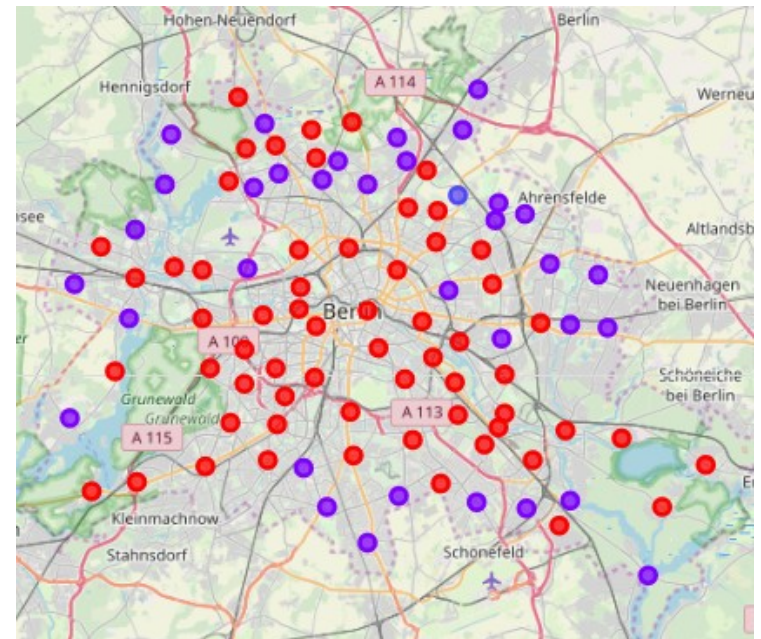 Hohen Neuendorf
Berlin
A 114
Hennigsdorf
Werneu
Ahrensfelde
see
Altlandsb
Neuenhagen
bei Berlin
Berlin
A 100
Schöneiche
bei Berlin
Grunewald
Grunewald
A 113
A 115
Kleinmachnow
Stahnsdorf
Schönefeld